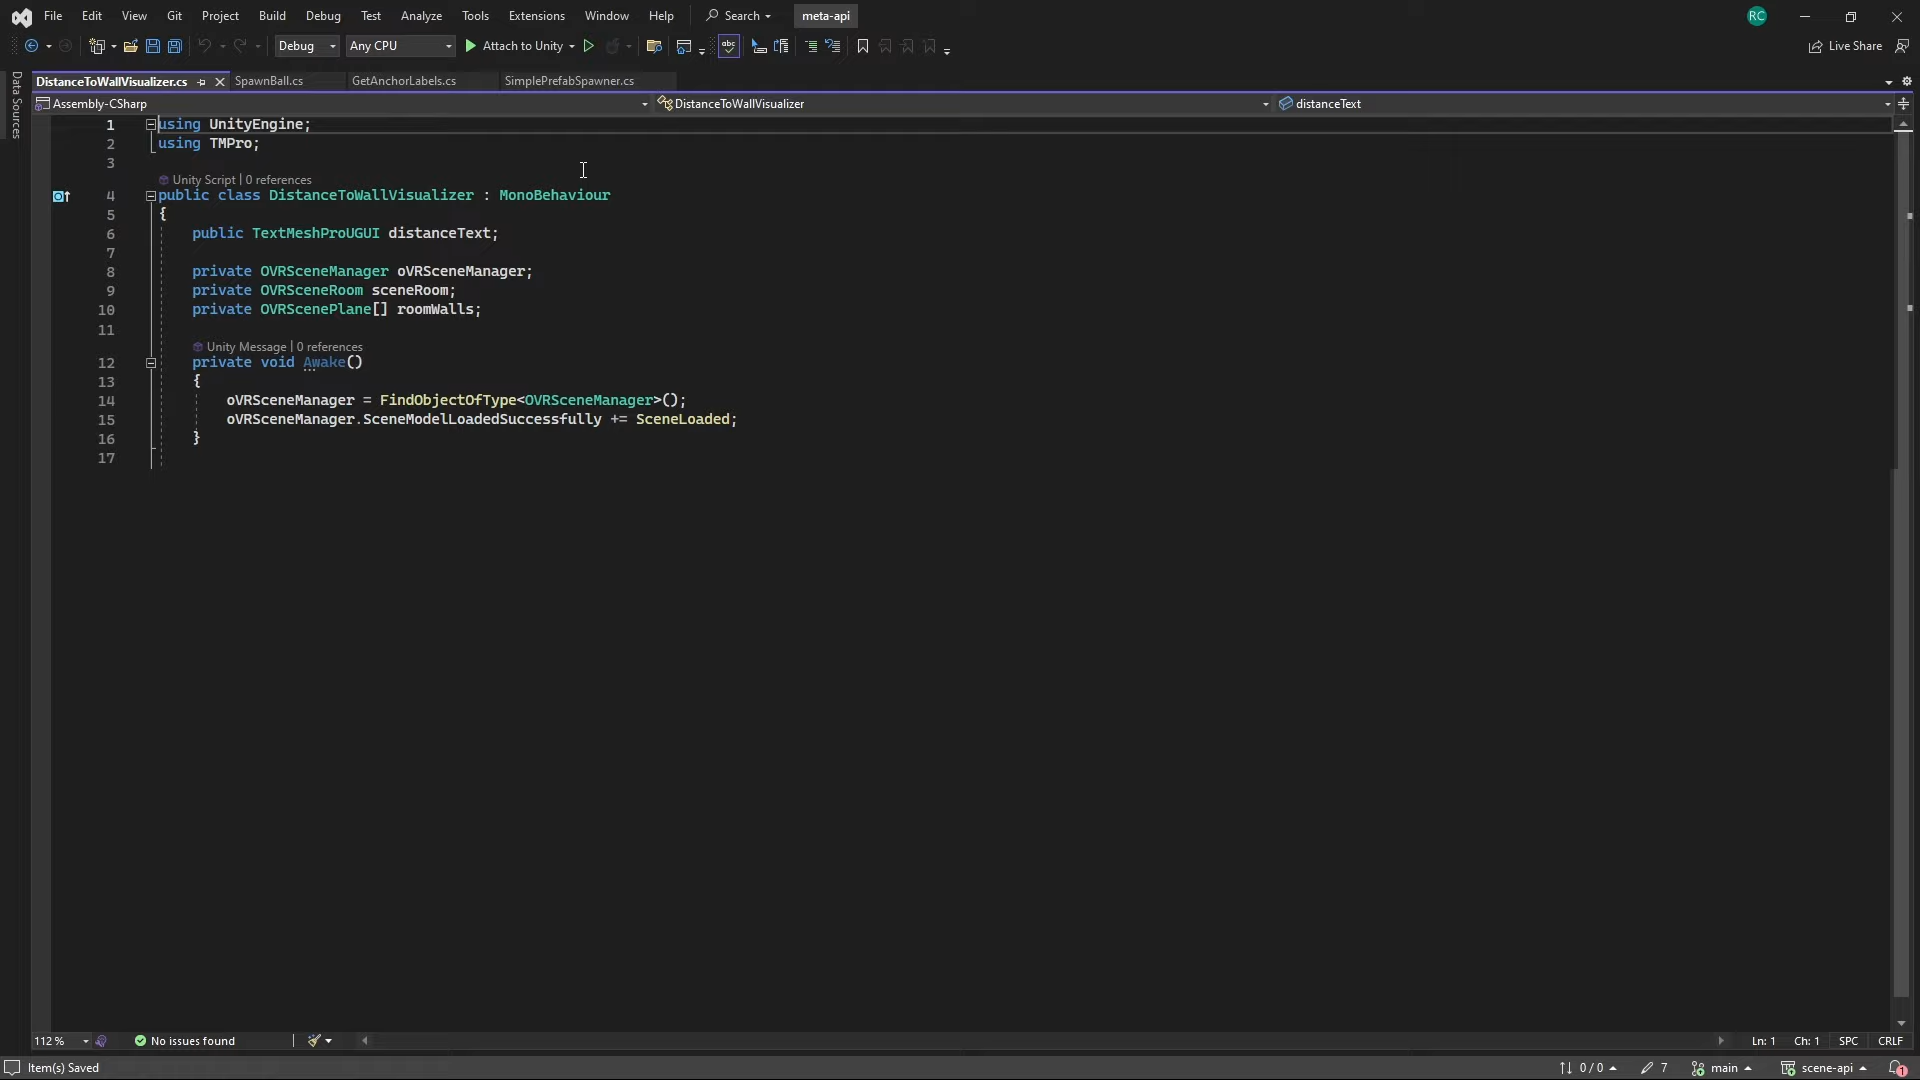 File Edit View Git Project Build Debug Test Analyze Tools Extensions Window Help Search meta-api RC
Debug Any CPU Attach to Unity abc Live Share
DistanceToWallVisualizer.cs SpawnBall.cs GetAnchorLabels.cs SimplePrefabSpawner.cs
Data Sources
Assembly-CSharp DistanceToWallVisualizer distanceText
1 using UnityEngine;
2 using TMPro;
3
Unity Script | 0 references
4 public class DistanceToWallVisualizer : MonoBehaviour
5 {
6 public TextMeshProUGUI distanceText;
7
8 private OVRSceneManager oVRSceneManager;
9 private OVRSceneRoom sceneRoom;
10 private OVRScenePlane[] roomWalls;
11
Unity Message | 0 references
12 private void Awake()
13 {
14 oVRSceneManager = FindObjectOfType<OVRSceneManager>();
15 oVRSceneManager.SceneModelLoadedSuccessfully += SceneLoaded;
16 }
17
112 % No issues found Ln: 1 Ch: 1 SPC CRLF
Item(s) Saved 0 / 0 7 main scene-api 1